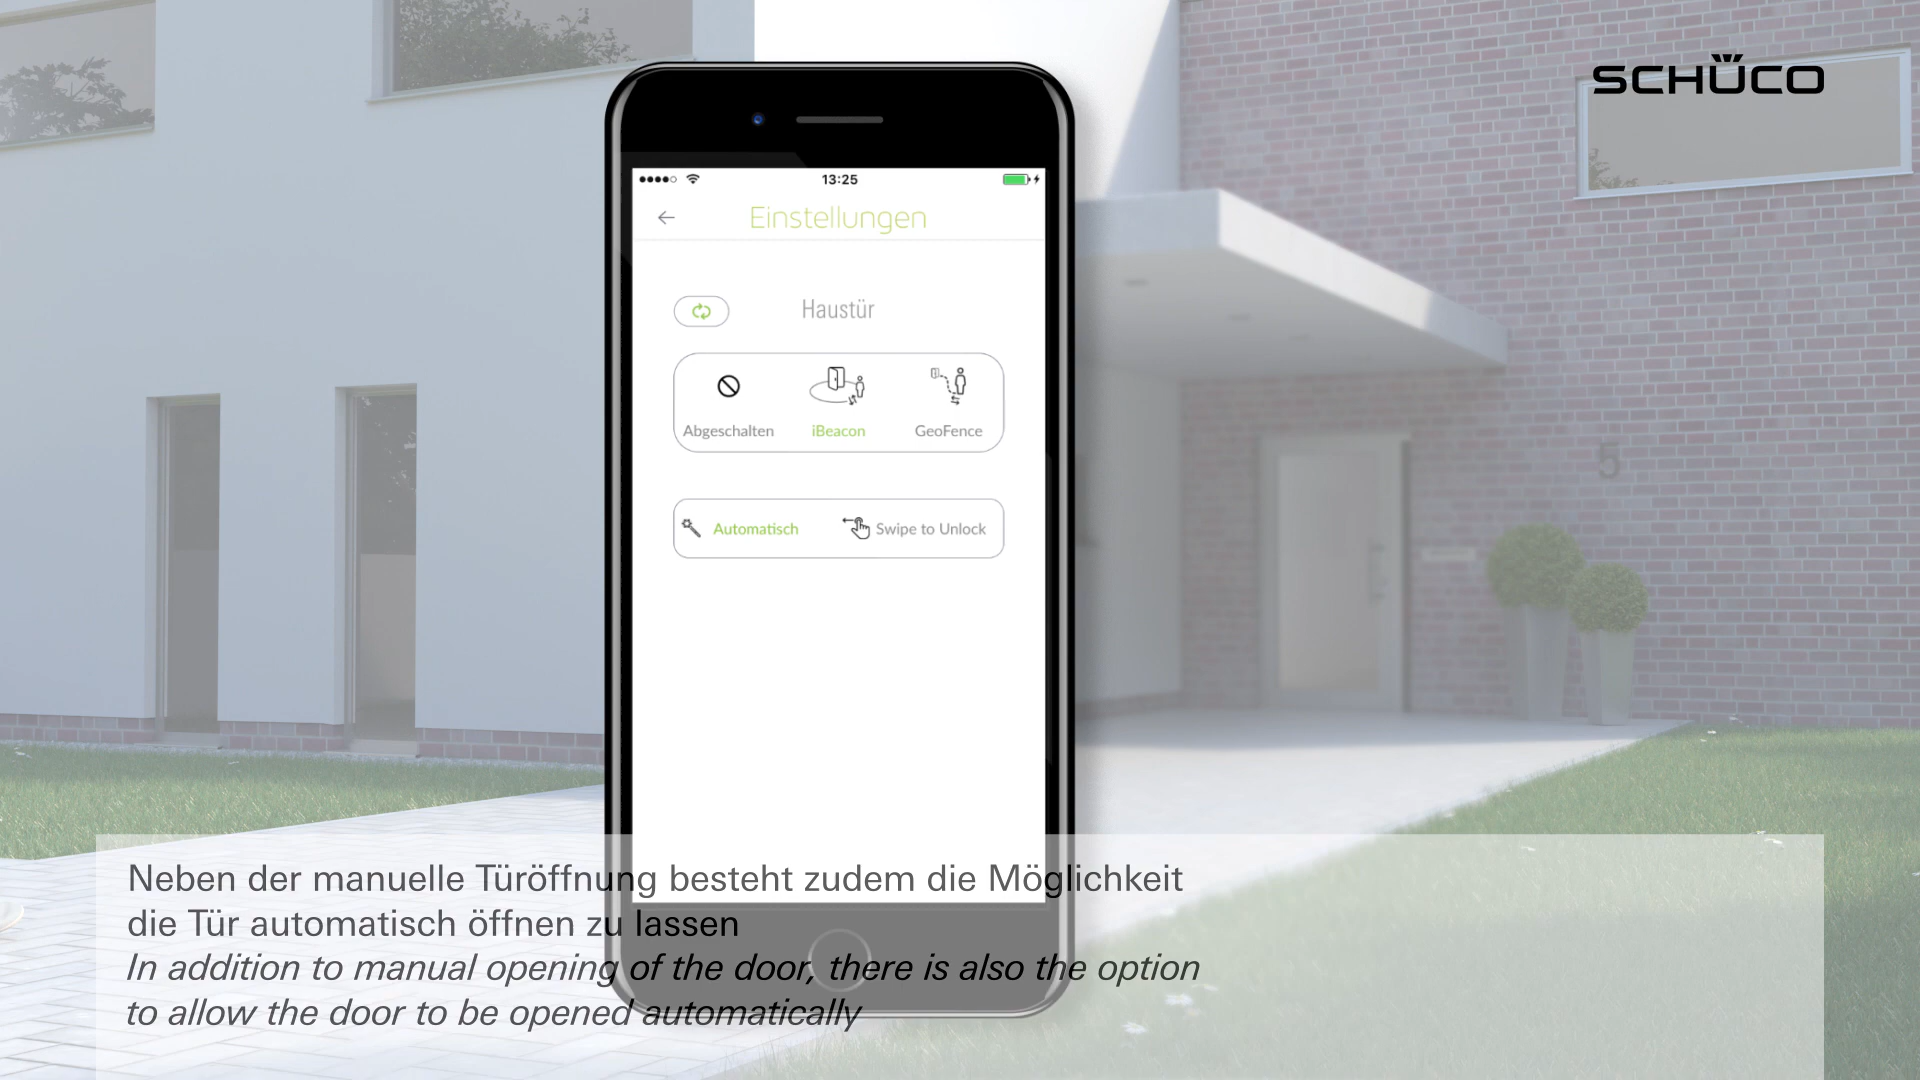 SCHÜCO
13:25
Einstellungen
Haustür
Abgeschalten iBeacon GeoFence
Automatisch Swipe to Unlock
5
Neben der manuelle Türöffnung besteht zudem die Möglichkeit
die Tür automatisch öffnen zu lassen
In addition to manual opening of the door, there is also the option
to allow the door to be opened automatically